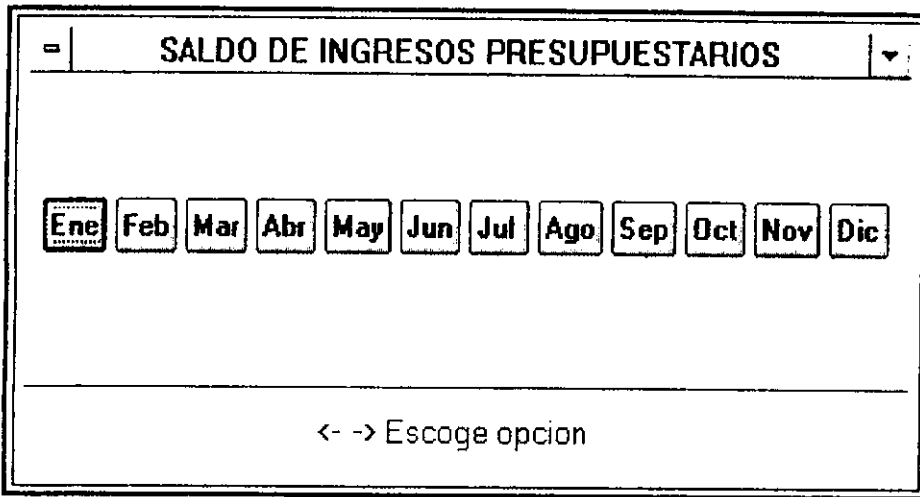 SALDO DE INGRESOS PRESUPUESTARIOS
Ene Feb Mar Abr May Jun Jul Ago Sep Oct Nov Dic
<- -> Escoge opcion